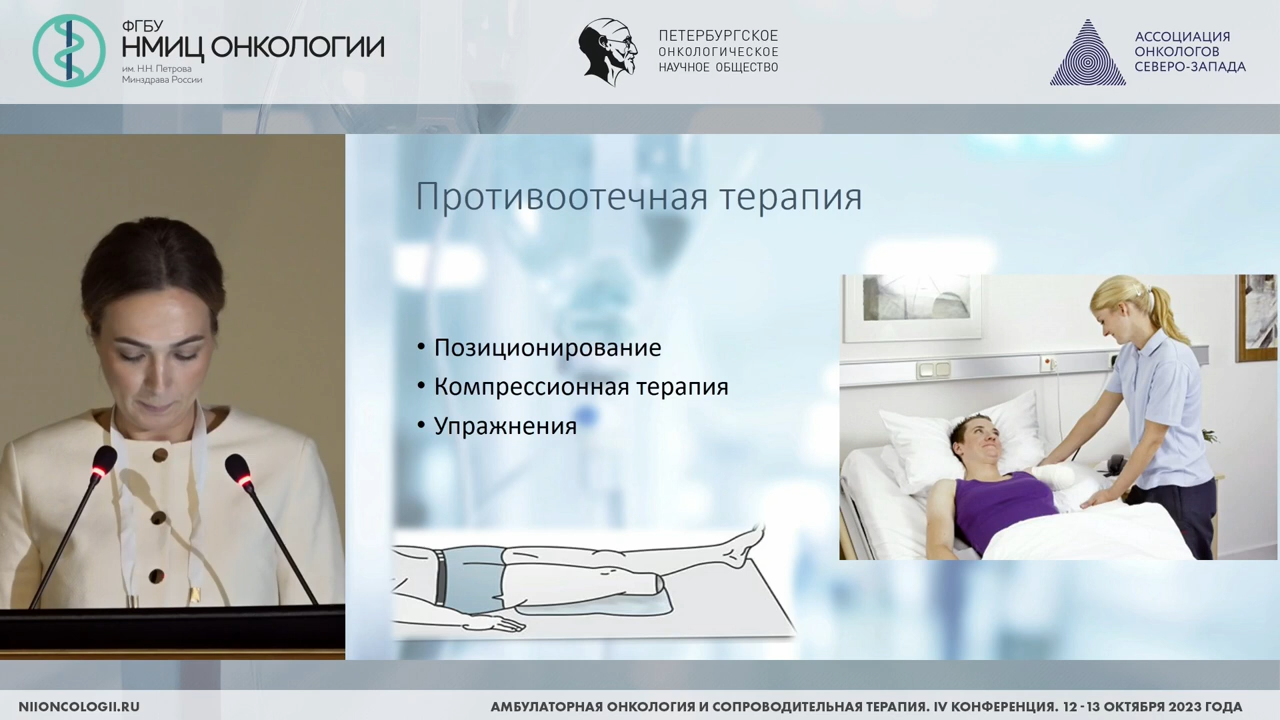 ФГБУ
НМИЦ ОНКОЛОГИИ
им. Н.Н. Петрова
Минздрава России
ПЕТЕРБУРГСКОЕ
ОНКОЛОГИЧЕСКОЕ
НАУЧНОЕ ОБЩЕСТВО
АССОЦИАЦИЯ
ОНКОЛОГОВ
СЕВЕРО-ЗАПАДА
Противоотечная терапия
• Позиционирование
• Компрессионная терапия
• Упражнения
NIIONCOLOGII.RU
АМБУЛАТОРНАЯ ОНКОЛОГИЯ И СОПРОВОДИТЕЛЬНАЯ ТЕРАПИЯ. IV КОНФЕРЕНЦИЯ. 12 - 13 ОКТЯБРЯ 2023 ГОДА